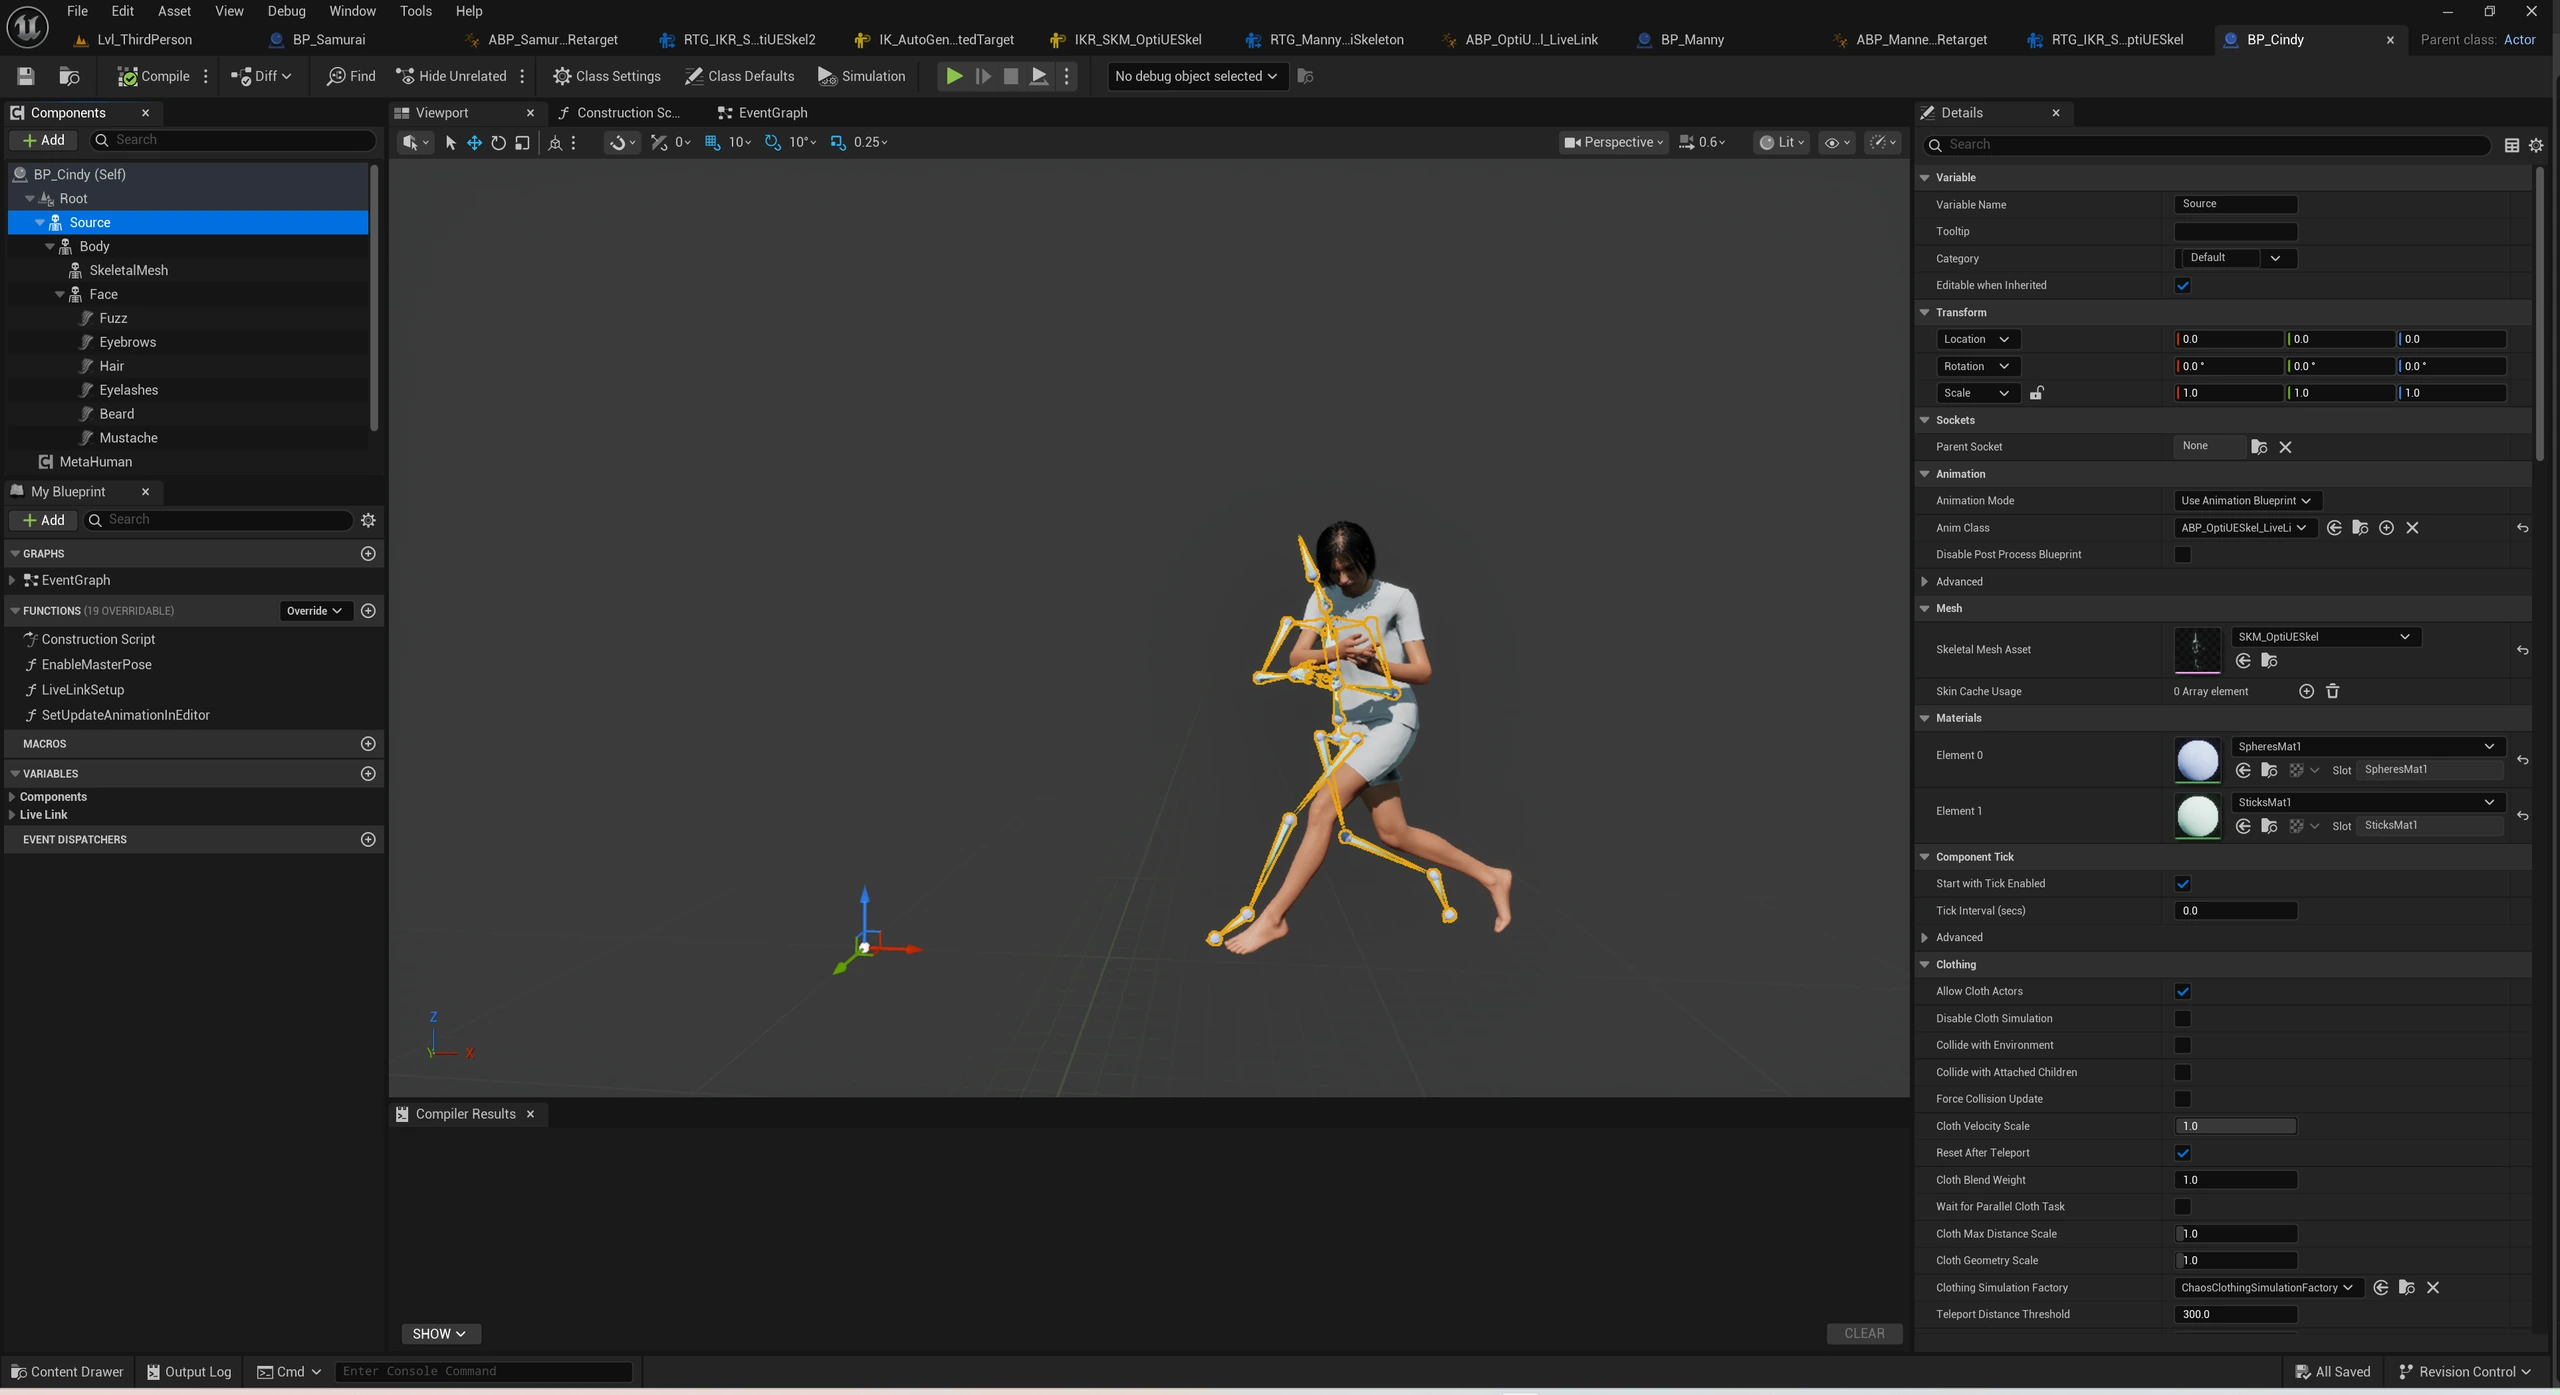 File Edit Asset View Debug Window Tools Help
Lvl_ThirdPerson BP_Samurai ABP_Samur...Retarget RTG_IKR_S...tiUESkel2 IK_AutoGen...tedTarget IKR_SKM_OptiUESkel RTG_Manny...iSkeleton ABP_OptiU...l_LiveLink BP_Manny ABP_Manne...Retarget RTG_IKR_S...ptiUESkel BP_Cindy Parent class: Actor
Compile Diff Find Hide Unrelated Class Settings Class Defaults Simulation No debug object selected
Components
Add Search
BP_Cindy (Self)
Root
Source
Body
SkeletalMesh
Face
Fuzz
Eyebrows
Hair
Eyelashes
Beard
Mustache
MetaHuman
My Blueprint
Add Search
GRAPHS
EventGraph
FUNCTIONS (19 OVERRIDABLE) Override
Construction Script
EnableMasterPose
LiveLinkSetup
SetUpdateAnimationInEditor
MACROS
VARIABLES
Components
Live Link
EVENT DISPATCHERS
Viewport Construction Sc... EventGraph
0 10 10° 0.25 Perspective 0.6 Lit
Z
Y X
Compiler Results
SHOW CLEAR
Details
Search
Variable
Variable Name Source
Tooltip
Category Default
Editable when Inherited
Transform
Location 0.0 0.0 0.0
Rotation 0.0 ° 0.0 ° 0.0 °
Scale 1.0 1.0 1.0
Sockets
Parent Socket None
Animation
Animation Mode Use Animation Blueprint
Anim Class ABP_OptiUESkel_LiveLi
Disable Post Process Blueprint
Advanced
Mesh
Skeletal Mesh Asset SKM_OptiUESkel
Skin Cache Usage 0 Array element
Materials
Element 0 SpheresMat1
Slot SpheresMat1
Element 1 SticksMat1
Slot SticksMat1
Component Tick
Start with Tick Enabled
Tick Interval (secs) 0.0
Advanced
Clothing
Allow Cloth Actors
Disable Cloth Simulation
Collide with Environment
Collide with Attached Children
Force Collision Update
Cloth Velocity Scale 1.0
Reset After Teleport
Cloth Blend Weight 1.0
Wait for Parallel Cloth Task
Cloth Max Distance Scale 1.0
Cloth Geometry Scale 1.0
Clothing Simulation Factory ChaosClothingSimulationFactory
Teleport Distance Threshold 300.0
Content Drawer Output Log Cmd Enter Console Command All Saved Revision Control